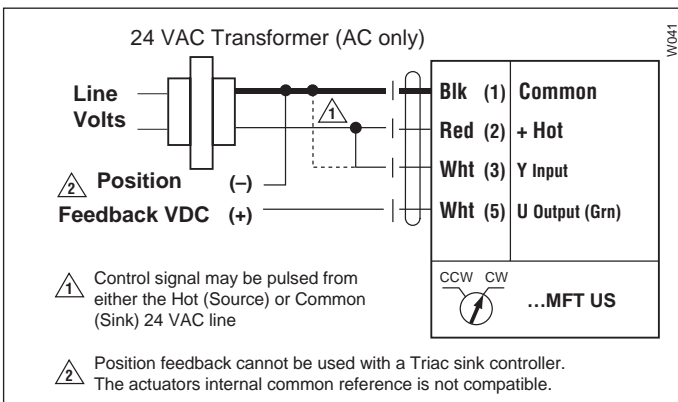 24 VAC Transformer (AC only)
W041
Line
Volts
1
Blk (1) Common
Red (2) + Hot
Wht (3) Y Input
2 Position (–)
Feedback VDC (+)
Wht (5) U Output (Grn)
1 Control signal may be pulsed from
either the Hot (Source) or Common
(Sink) 24 VAC line
CCW CW
...MFT US
2 Position feedback cannot be used with a Triac sink controller.
The actuators internal common reference is not compatible.